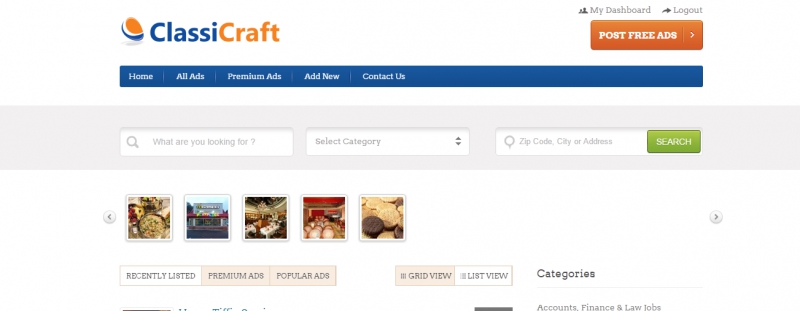 My Dashboard Logout
ClassiCraft
POST FREE ADS
Home All Ads Premium Ads Add New Contact Us
What are you looking for ?
Select Category
Zip Code, City or Address
SEARCH
RECENTLY LISTED PREMIUM ADS POPULAR ADS
GRID VIEW LIST VIEW
Categories
Accounts, Finance & Law Jobs